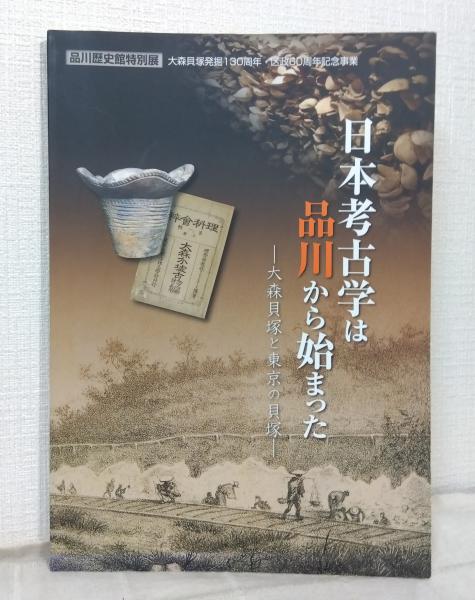 品川歴史館特別展
大森貝塚発掘130周年・区政60周年記念事業
日本考古学は
品川から始まった
―大森貝塚と東京の貝塚―
理科會粹
大森介墟古物編